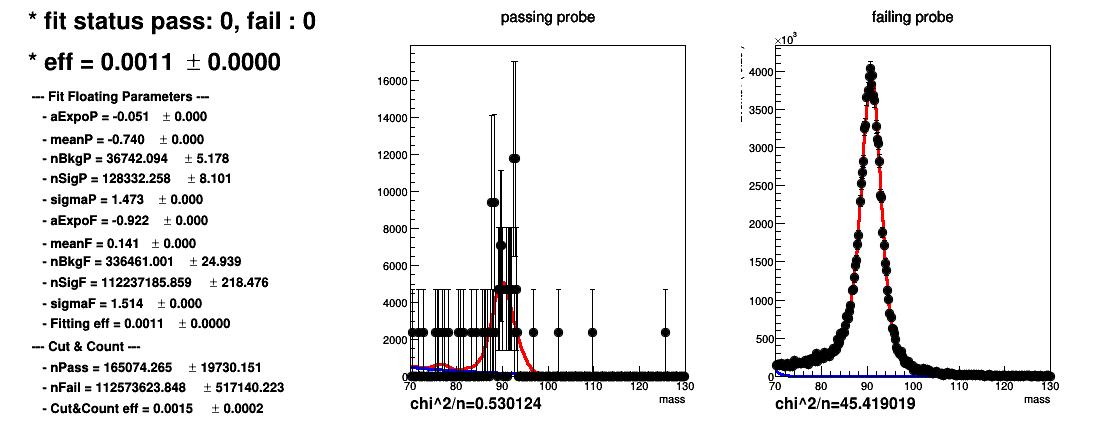 * fit status pass: 0, fail : 0
* eff = 0.0011 ± 0.0000
--- Fit Floating Parameters ---
- aExpoP = -0.051 ± 0.000
- meanP = -0.740 ± 0.000
- nBkgP = 36742.094 ± 5.178
- nSigP = 128332.258 ± 8.101
- sigmaP = 1.473 ± 0.000
- aExpoF = -0.922 ± 0.000
- meanF = 0.141 ± 0.000
- nBkgF = 336461.001 ± 24.939
- nSigF = 112237185.859 ± 218.476
- sigmaF = 1.514 ± 0.000
- Fitting eff = 0.0011 ± 0.0000
--- Cut & Count ---
- nPass = 165074.265 ± 19730.151
- nFail = 112573623.848 ± 517140.223
- Cut&Count eff = 0.0015 ± 0.0002
passing probe
16000
14000
12000
10000
8000
6000
4000
2000
0
70 80 90 100 110 120 130
mass
chi^2/n=0.530124
failing probe
×10³
4000
3500
3000
2500
2000
1500
1000
500
0
70 80 90 100 110 120 130
mass
chi^2/n=45.419019